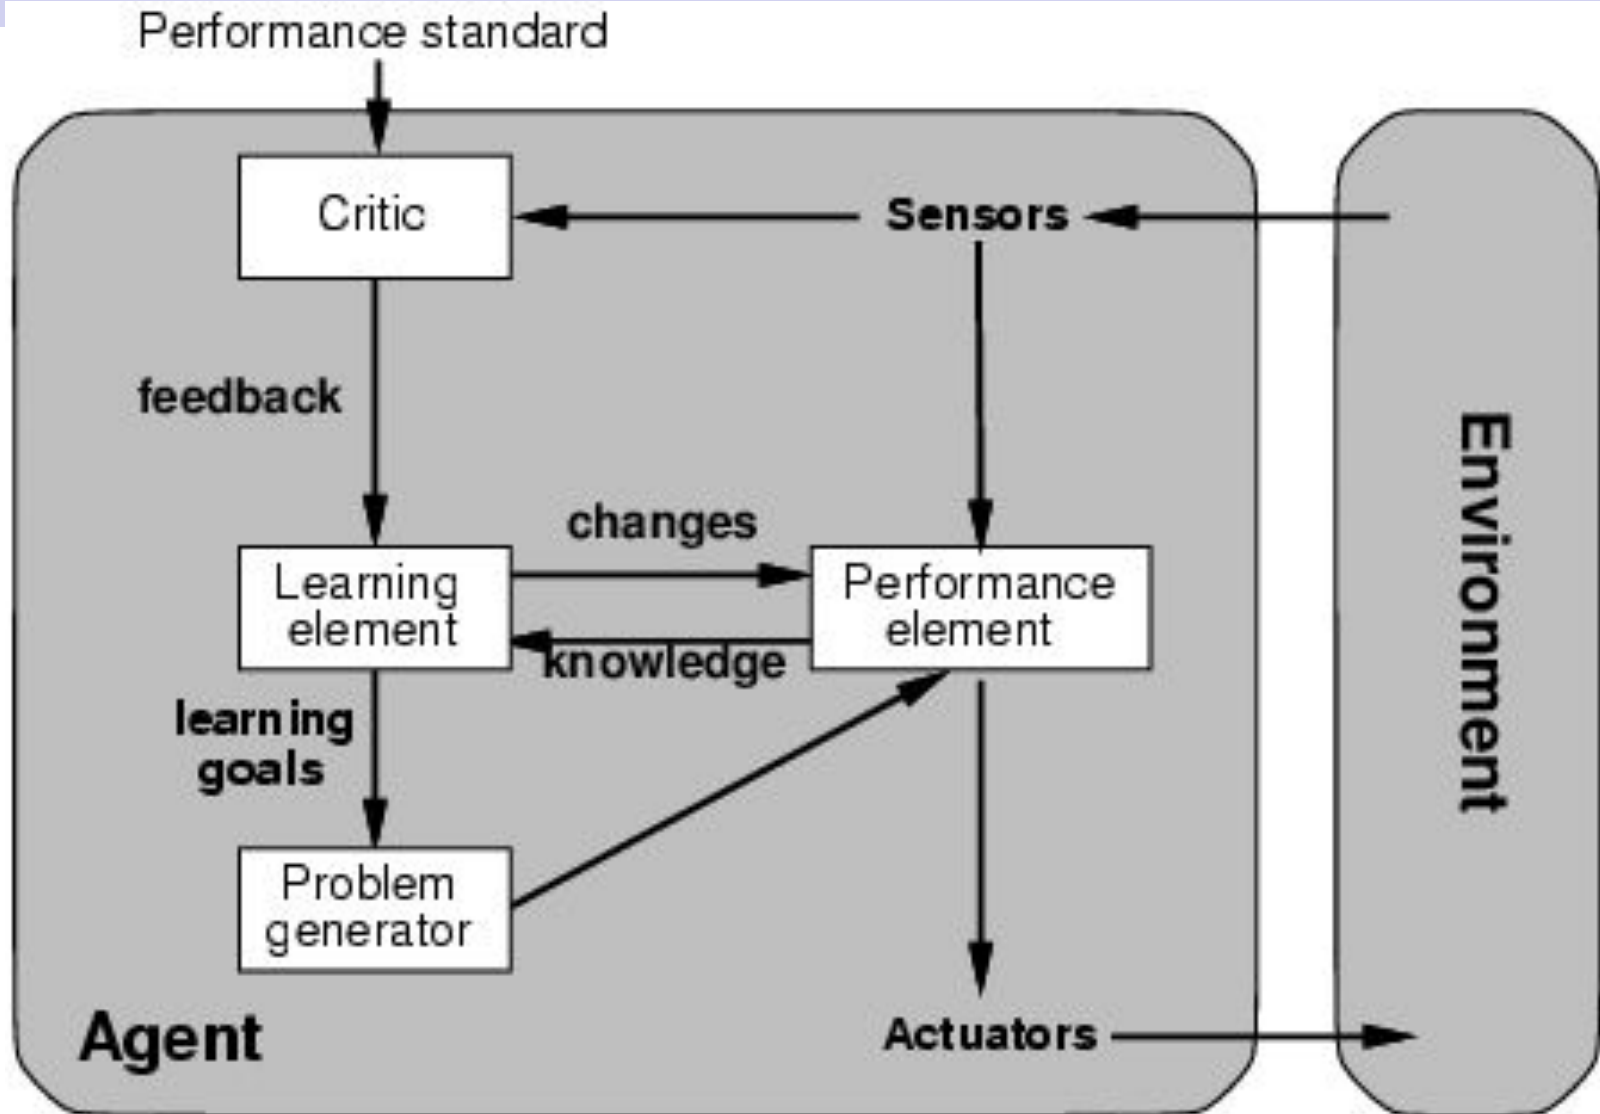 Performance standard
Critic
Sensors
feedback
changes
Learning
element
Performance
element
knowledge
learning
goals
Problem
generator
Agent
Actuators
Environment